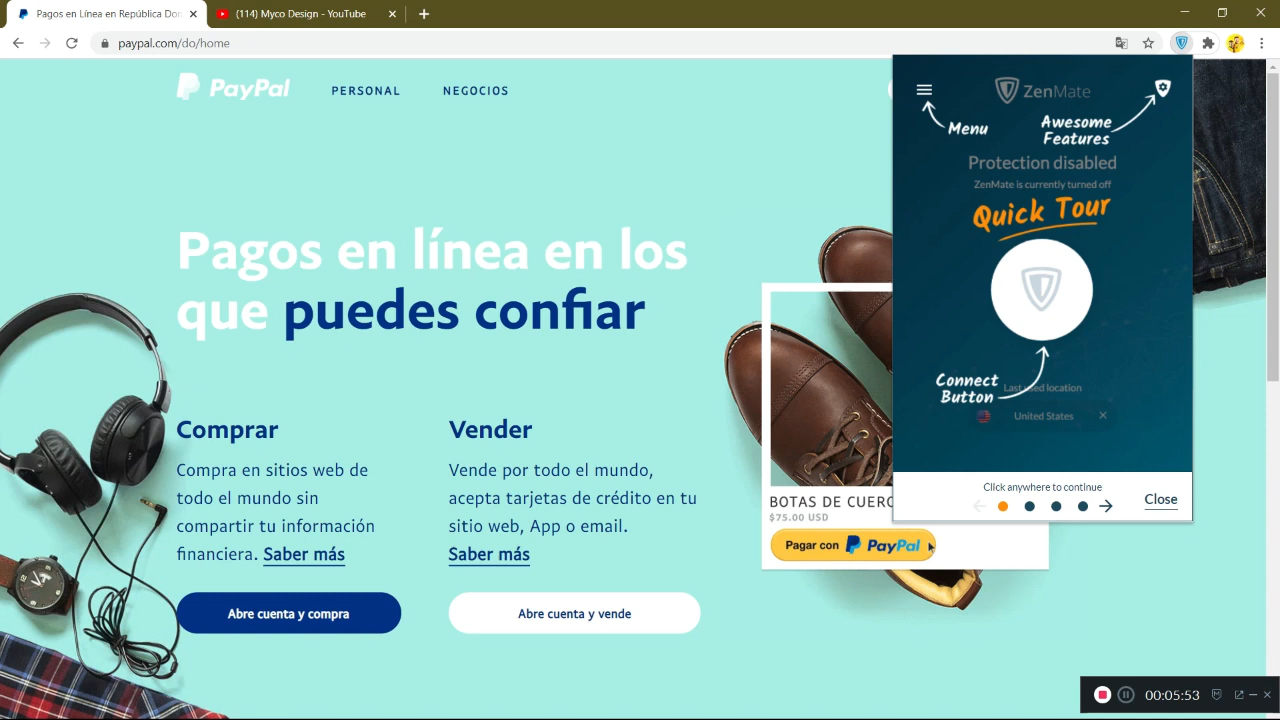 Pagos en Línea en República Dom
(114) Myco Design - YouTube
paypal.com/do/home
PayPal
PERSONAL
NEGOCIOS
Pagos en línea en los
que puedes confiar
Comprar
Compra en sitios web de
todo el mundo sin
compartir tu información
financiera. Saber más
Abre cuenta y compra
Vender
Vende por todo el mundo,
acepta tarjetas de crédito en tu
sitio web, App o email.
Saber más
Abre cuenta y vende
BOTAS DE CUERO
$75.00 USD
Pagar con PayPal
ZenMate
Menu
Awesome
Features
Protection disabled
ZenMate is currently turned off
Quick Tour
Connect
Button
Last used location
United States
Click anywhere to continue
Close
00:05:53